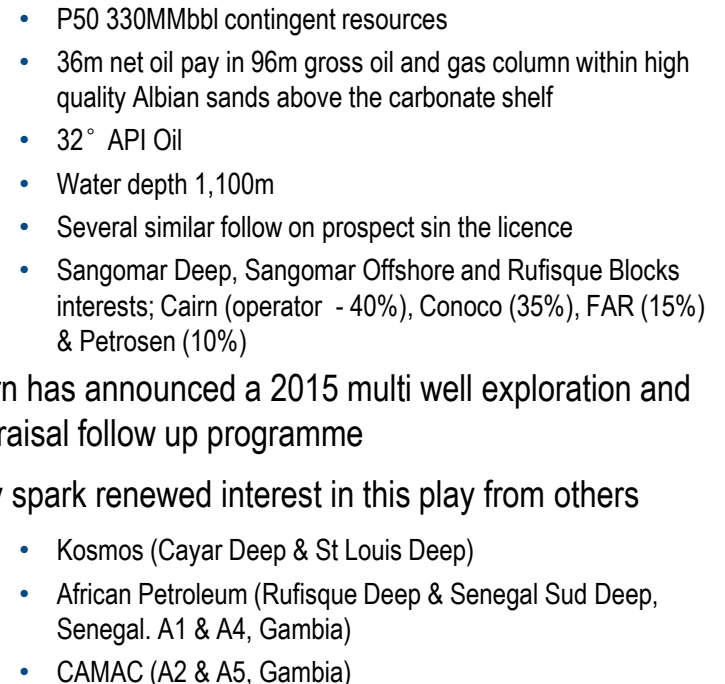 • P50 330MMbbl contingent resources
• 36m net oil pay in 96m gross oil and gas column within high
quality Albian sands above the carbonate shelf
• 32° API Oil
• Water depth 1,100m
• Several similar follow on prospect sin the licence
• Sangomar Deep, Sangomar Offshore and Rufisque Blocks
interests; Cairn (operator - 40%), Conoco (35%), FAR (15%)
& Petrosen (10%)
rn has announced a 2015 multi well exploration and
raisal follow up programme
y spark renewed interest in this play from others
• Kosmos (Cayar Deep & St Louis Deep)
• African Petroleum (Rufisque Deep & Senegal Sud Deep,
Senegal. A1 & A4, Gambia)
• CAMAC (A2 & A5, Gambia)